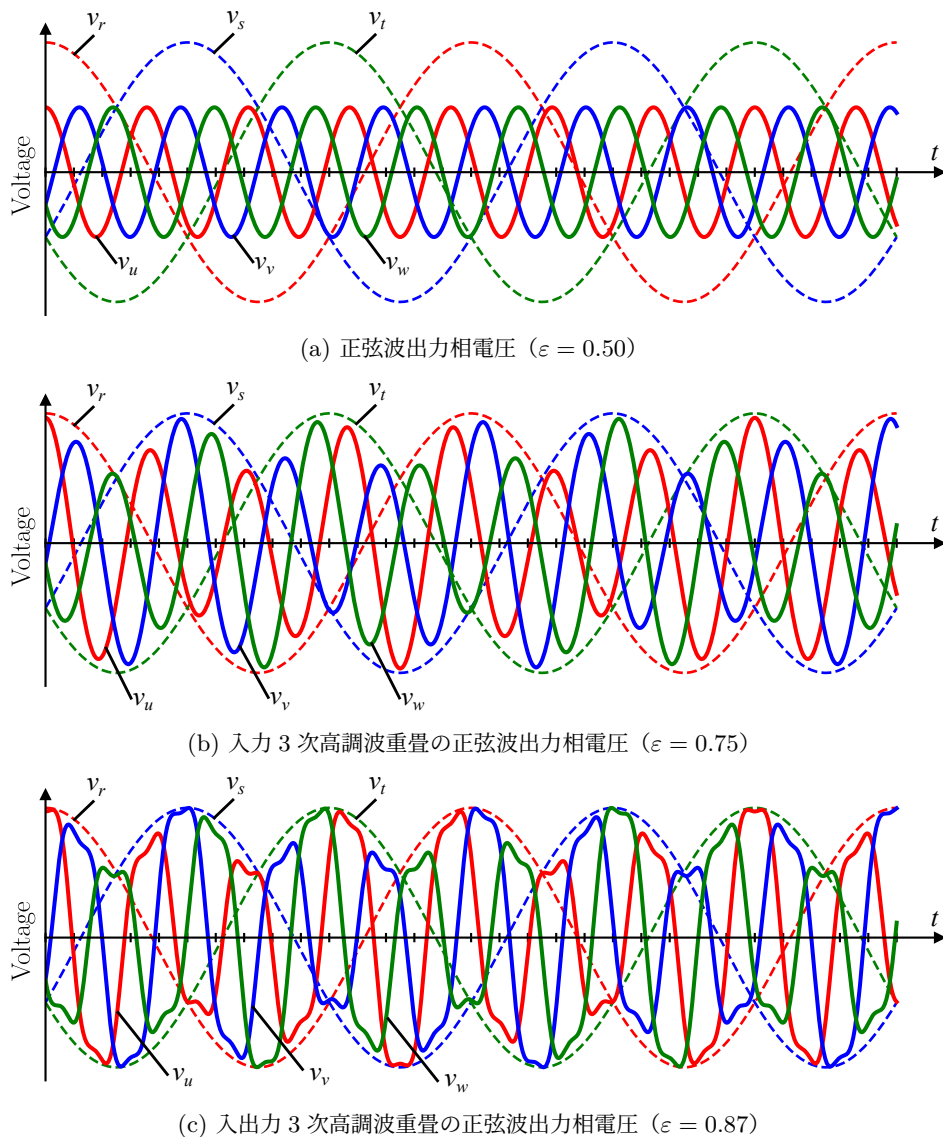 v_r v_s v_t
Voltage
t
v_u v_v v_w
(a) 正弦波出力相電圧（ε = 0.50）
v_r v_s v_t
Voltage
t
v_u v_v v_w
(b) 入力 3 次高調波重畳の正弦波出力相電圧（ε = 0.75）
v_r v_s v_t
Voltage
t
v_u v_v v_w
(c) 入出力 3 次高調波重畳の正弦波出力相電圧（ε = 0.87）